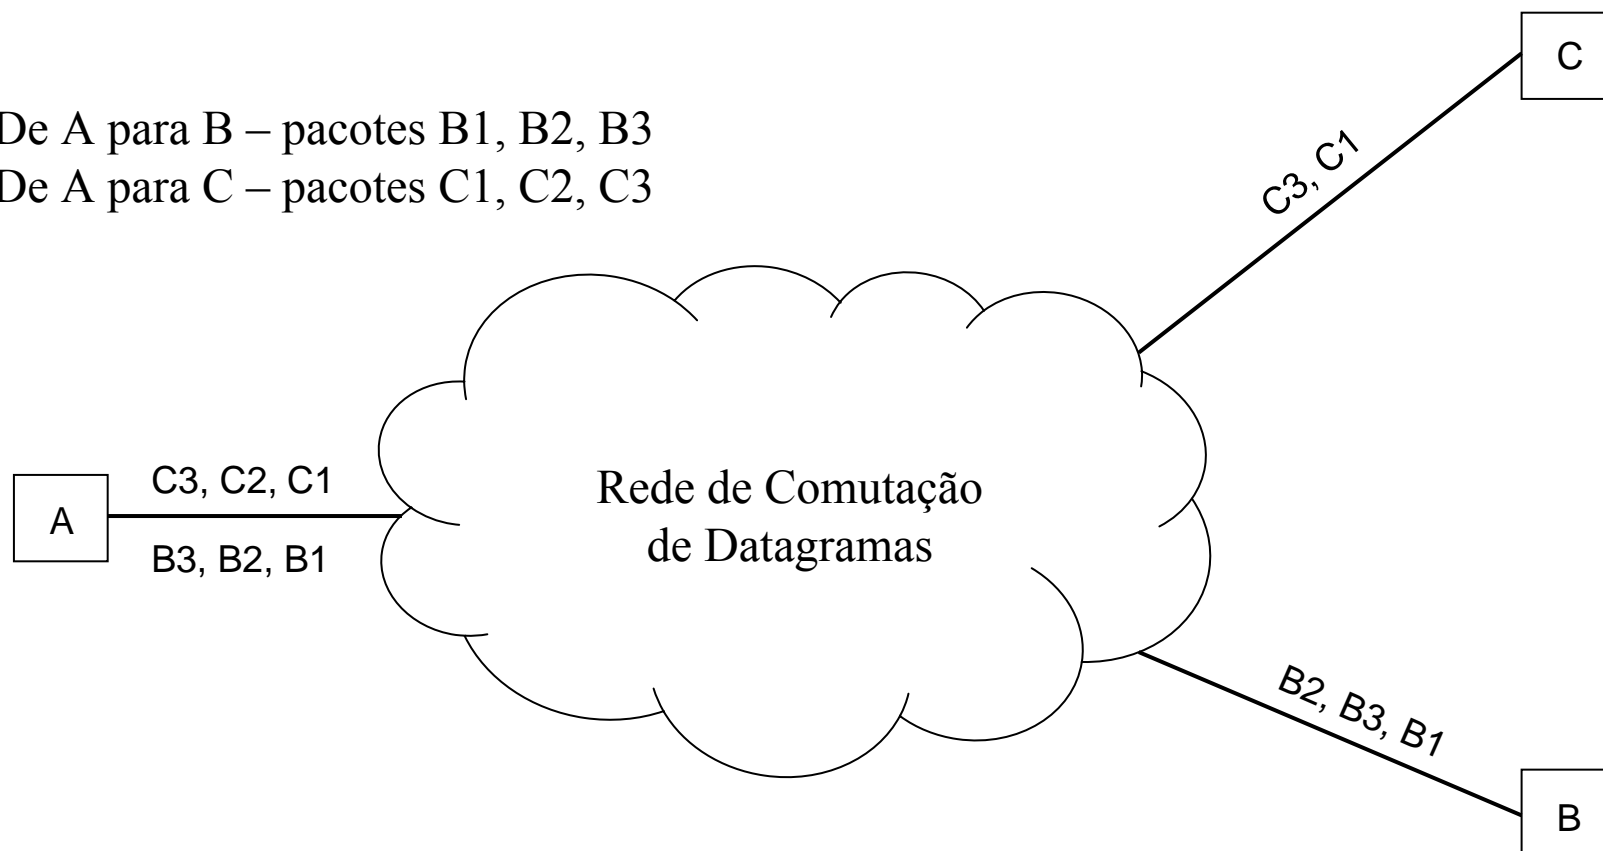 C
De A para B – pacotes B1, B2, B3
De A para C – pacotes C1, C2, C3
C3, C1
C3, C2, C1
A
B3, B2, B1
Rede de Comutação
de Datagramas
B2, B3, B1
B